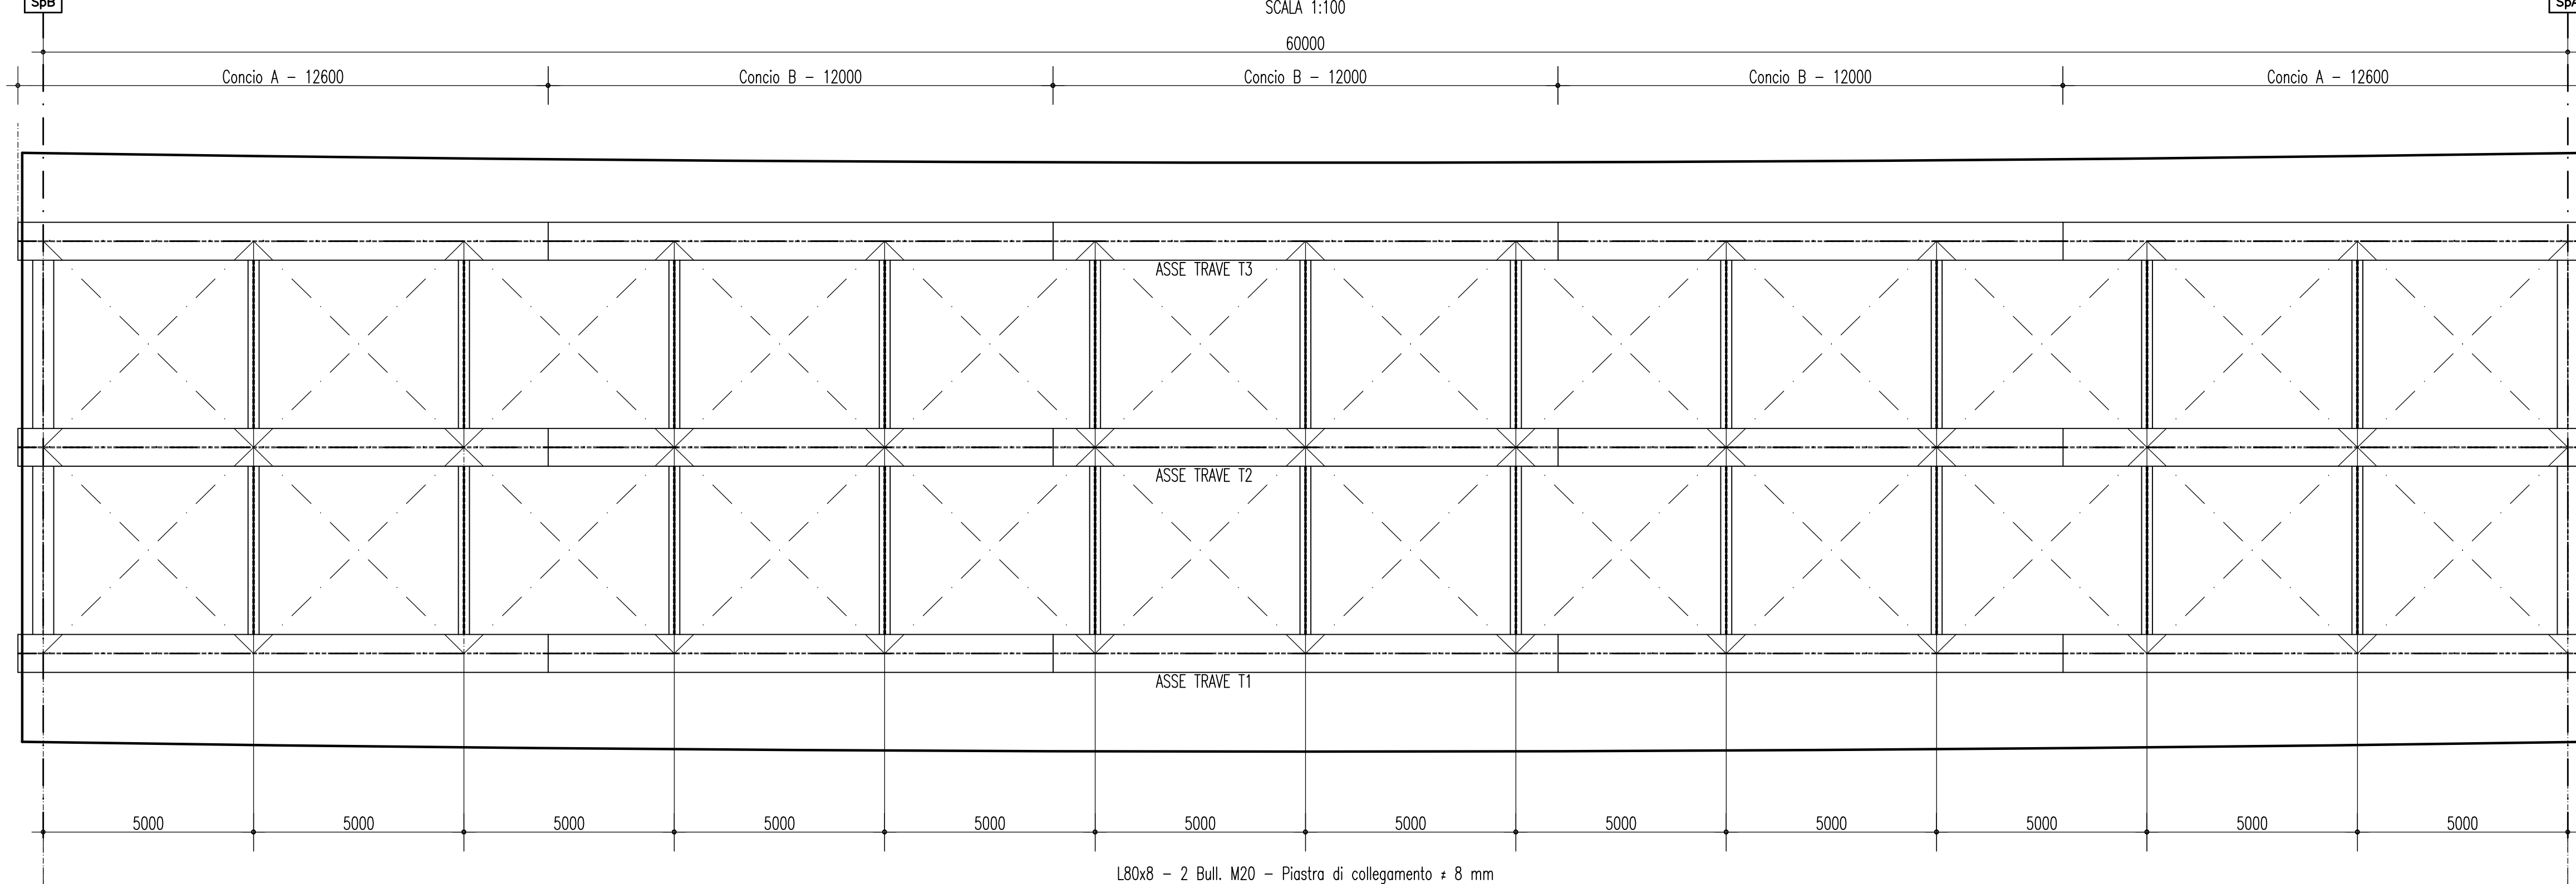 SpB
SCALA 1:100
SpA
60000
Concio A – 12600
Concio B – 12000
Concio B – 12000
Concio B – 12000
Concio A – 12600
ASSE TRAVE T3
ASSE TRAVE T2
ASSE TRAVE T1
5000
5000
5000
5000
5000
5000
5000
5000
5000
5000
5000
5000
L80x8 – 2 Bull. M20 – Piastra di collegamento ≠ 8 mm